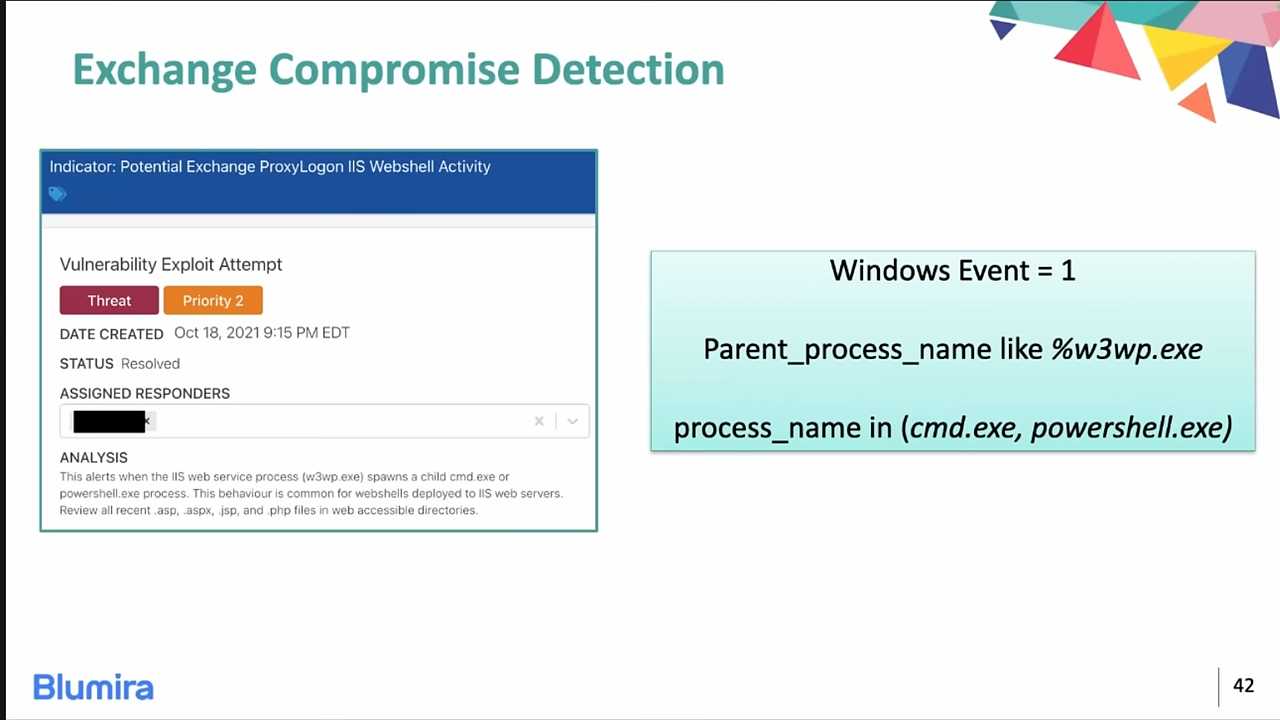 Exchange Compromise Detection
Indicator: Potential Exchange ProxyLogon IIS Webshell Activity
Vulnerability Exploit Attempt
Threat
Priority 2
DATE CREATED Oct 18, 2021 9:15 PM EDT
STATUS Resolved
ASSIGNED RESPONDERS
ANALYSIS
This alerts when the IIS web service process (w3wp.exe) spawns a child cmd.exe or
powershell.exe process. This behaviour is common for webshells deployed to IIS web servers.
Review all recent .asp, .aspx, .jsp, and .php files in web accessible directories.
Windows Event = 1
Parent_process_name like %w3wp.exe
process_name in (cmd.exe, powershell.exe)
Blumira
42